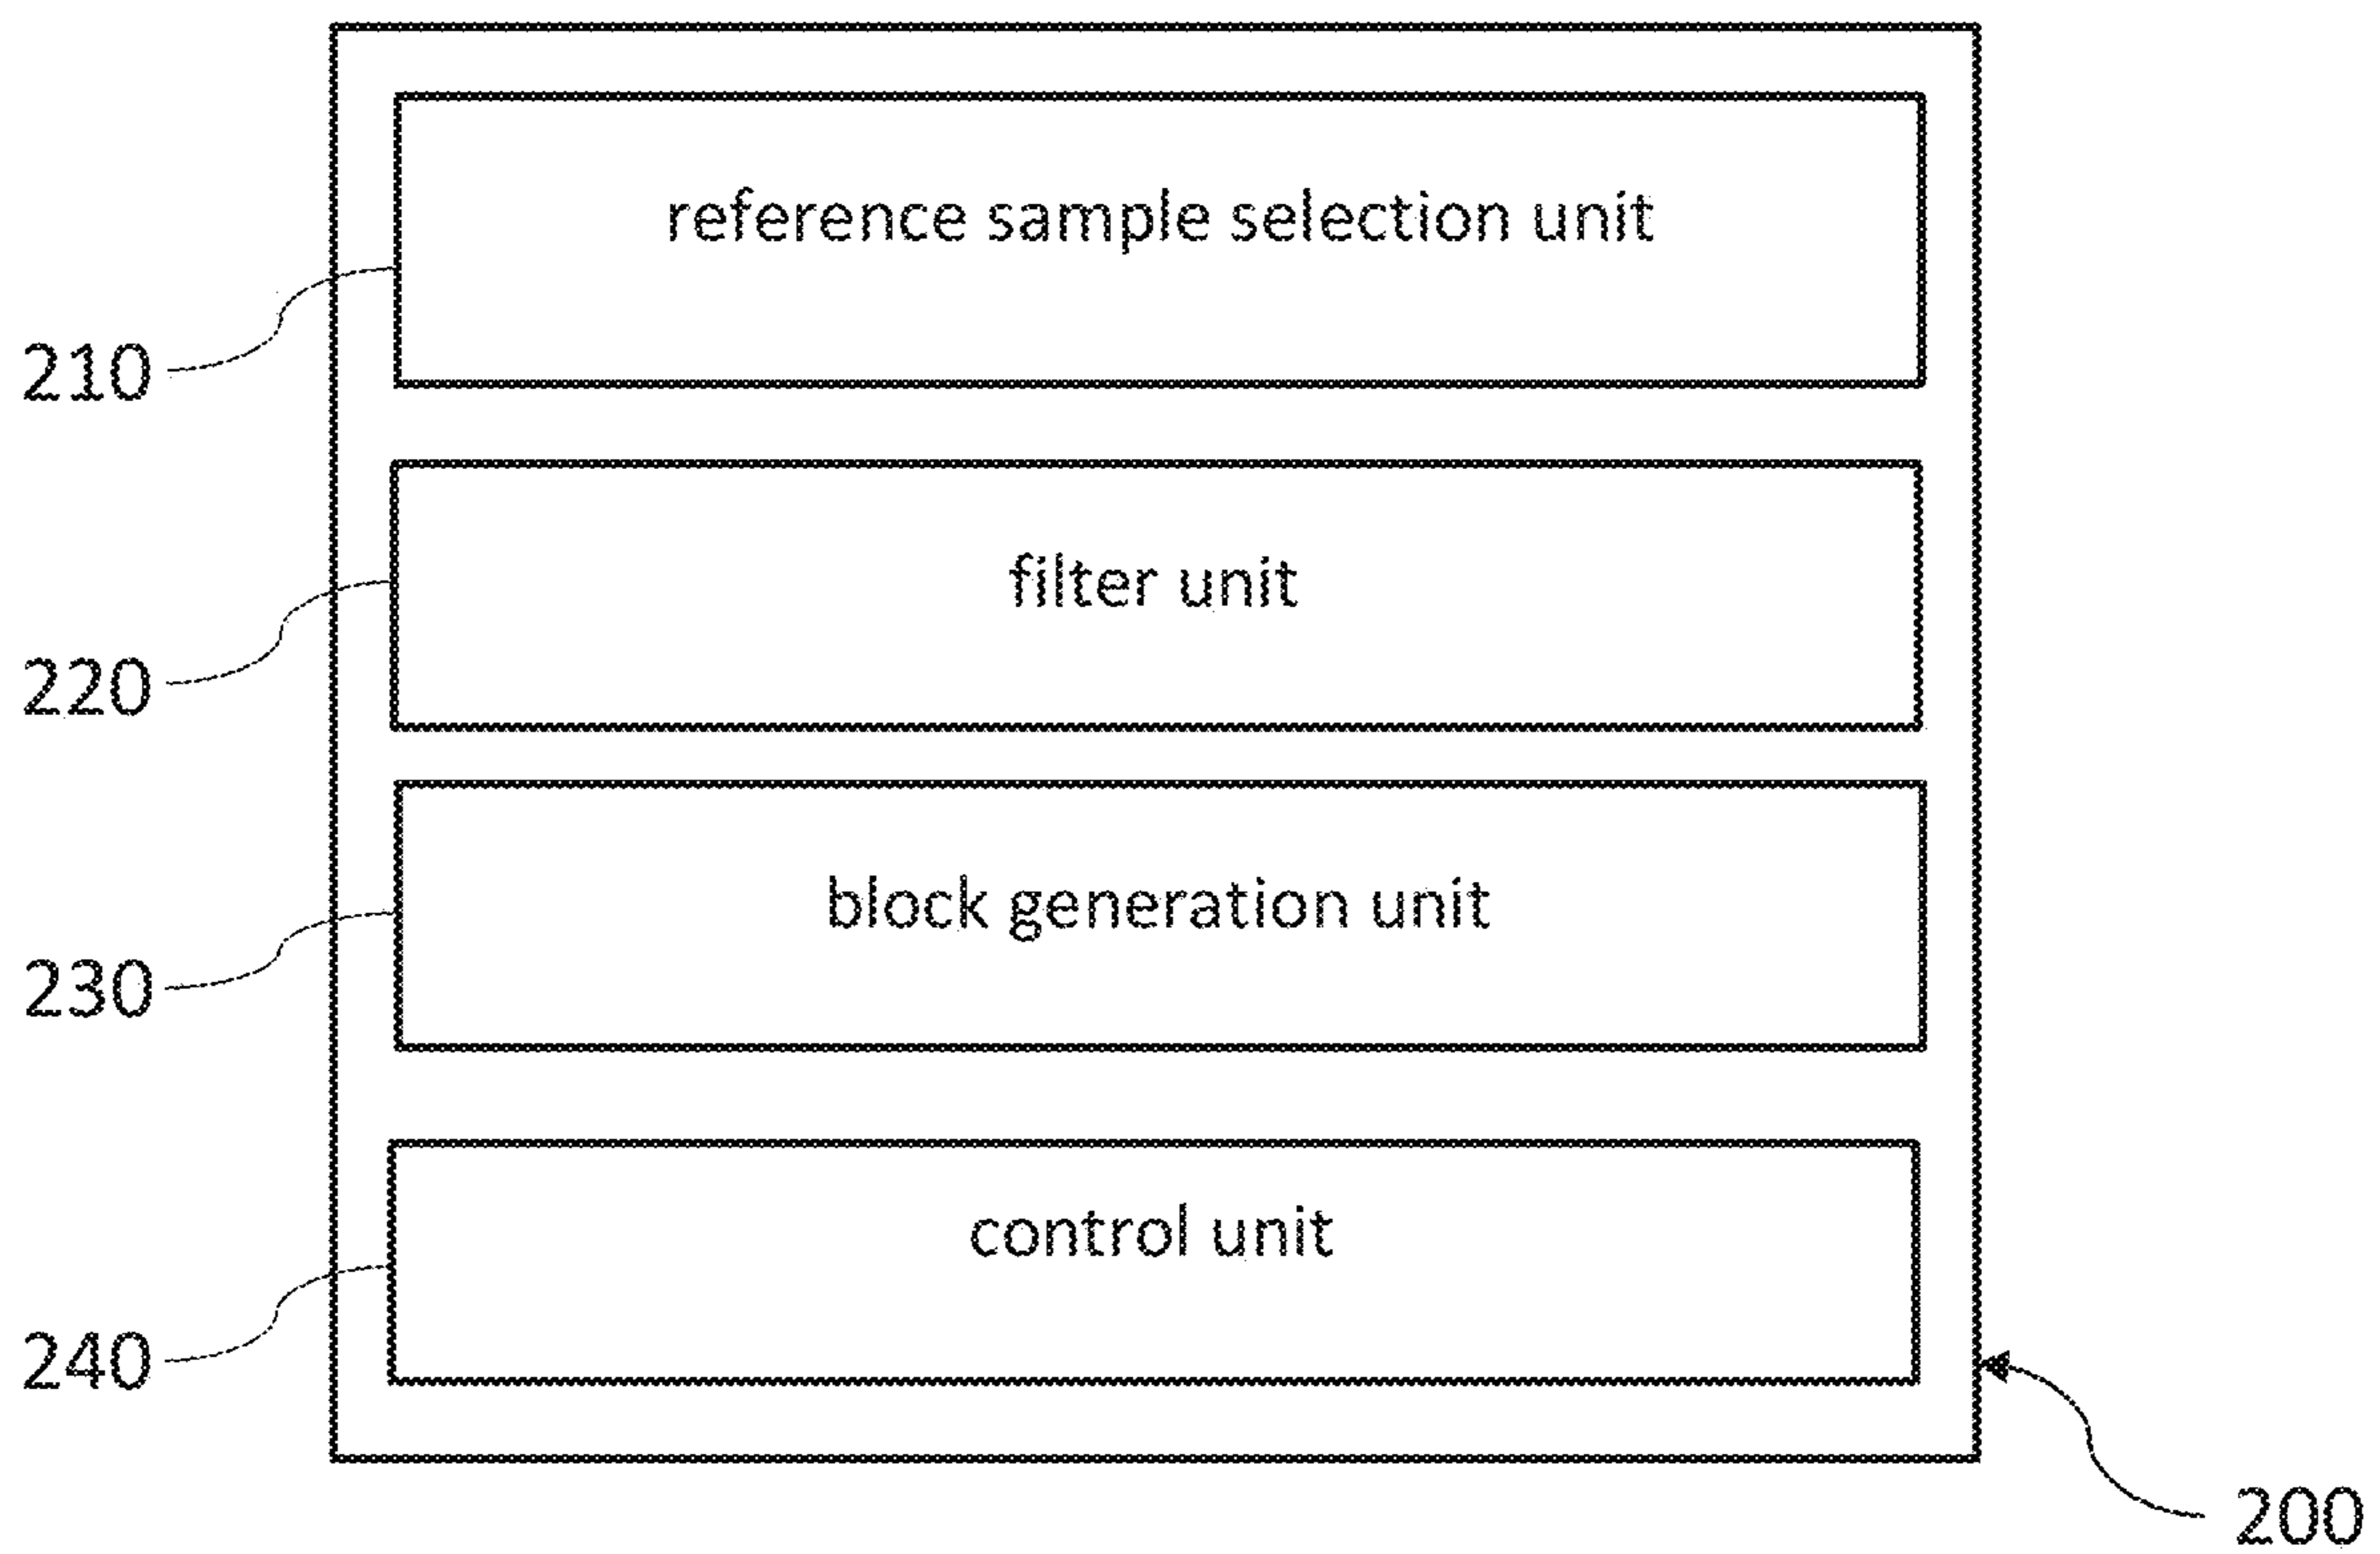 reference sample selection unit
210
filter unit
220
block generation unit
230
control unit
240
200